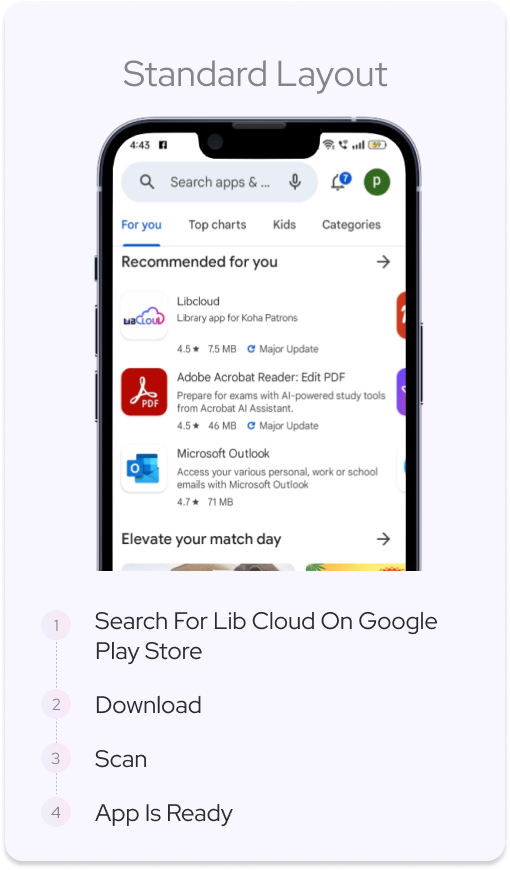 Standard Layout
4:43
59
Search apps & ...
7
p
For you
Top charts
Kids
Categories
Recommended for you
LibCLOUD
Libcloud
Library app for Koha Patrons
4.5★ 7.5 MB Major Update
PDF
Adobe Acrobat Reader: Edit PDF
Prepare for exams with AI-powered study tools
from Acrobat AI Assistant.
4.5★ 46 MB Major Update
O
Microsoft Outlook
Access your various personal, work or school
emails with Microsoft Outlook
4.7★ 71 MB
Elevate your match day
1
Search For Lib Cloud On Google
Play Store
2
Download
3
Scan
4
App Is Ready